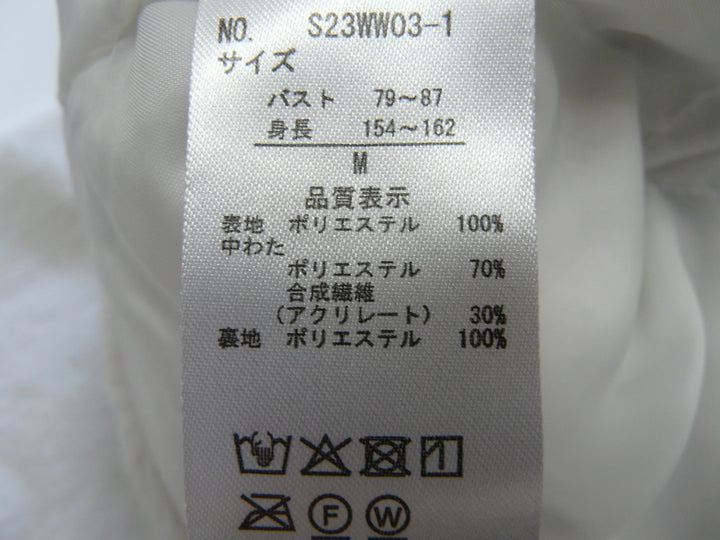 NO. S23WW03-1
サイズ
バスト 79～87
身長 154～162
M
品質表示
表地 ポリエステル 100%
中わた
ポリエステル 70%
合成繊維
(アクリレート) 30%
裏地 ポリエステル 100%
F W